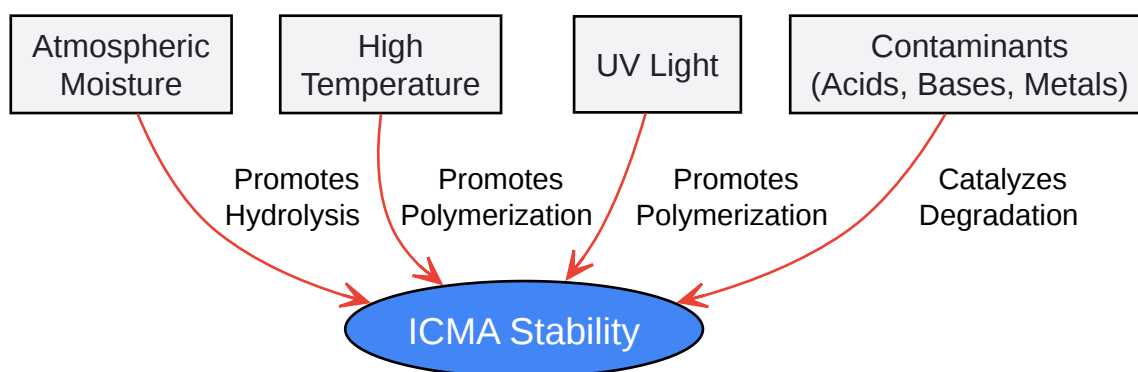 Atmospheric
Moisture
High
Temperature
UV Light
Contaminants
(Acids, Bases, Metals)
Promotes
Hydrolysis
Promotes
Polymerization
Promotes
Polymerization
Catalyzes
Degradation
ICMA Stability